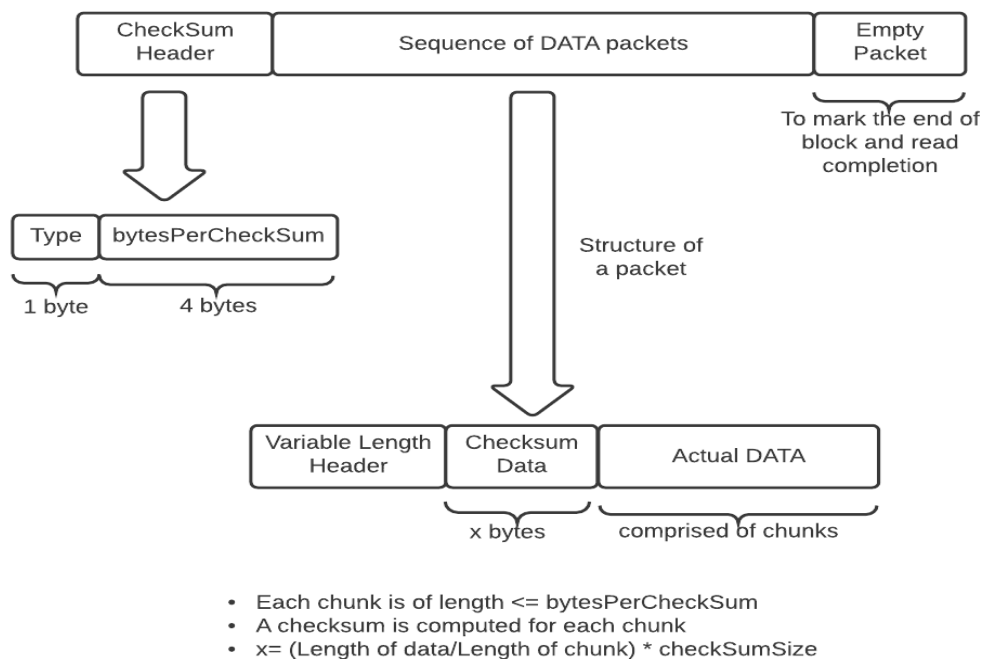 CheckSum
Header
Sequence of DATA packets
Empty
Packet
To mark the end of
block and read
completion
Type
bytesPerCheckSum
1 byte
4 bytes
Structure of
a packet
Variable Length
Header
Checksum
Data
Actual DATA
x bytes
comprised of chunks
• Each chunk is of length <= bytesPerCheckSum
• A checksum is computed for each chunk
• x= (Length of data/Length of chunk) * checkSumSize